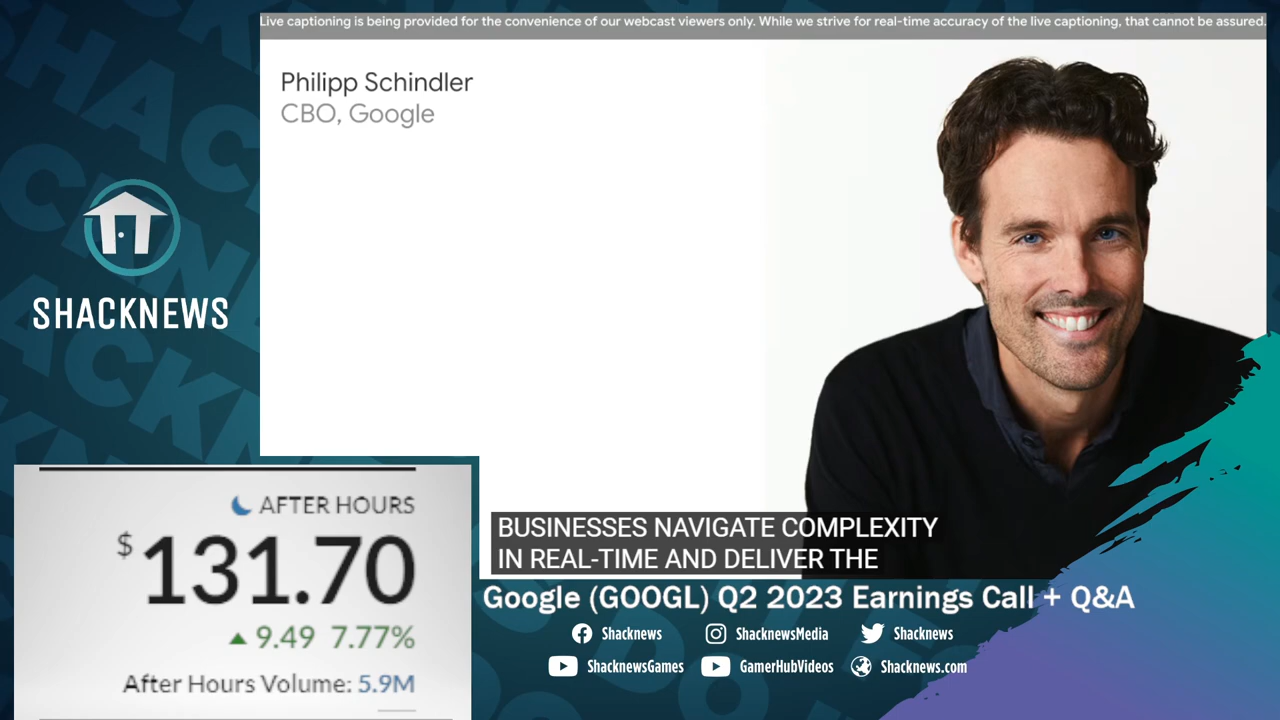 Live captioning is being provided for the convenience of our webcast viewers only. While we strive for real-time accuracy of the live captioning, that cannot be assured.
Philipp Schindler
CBO, Google
SHACKNEWS
AFTER HOURS
$131.70
▲ 9.49 7.77%
After Hours Volume: 5.9M
BUSINESSES NAVIGATE COMPLEXITY
IN REAL-TIME AND DELIVER THE
Google (GOOGL) Q2 2023 Earnings Call + Q&A
Shacknews ShacknewsMedia Shacknews
ShacknewsGames GamerHubVideos Shacknews.com